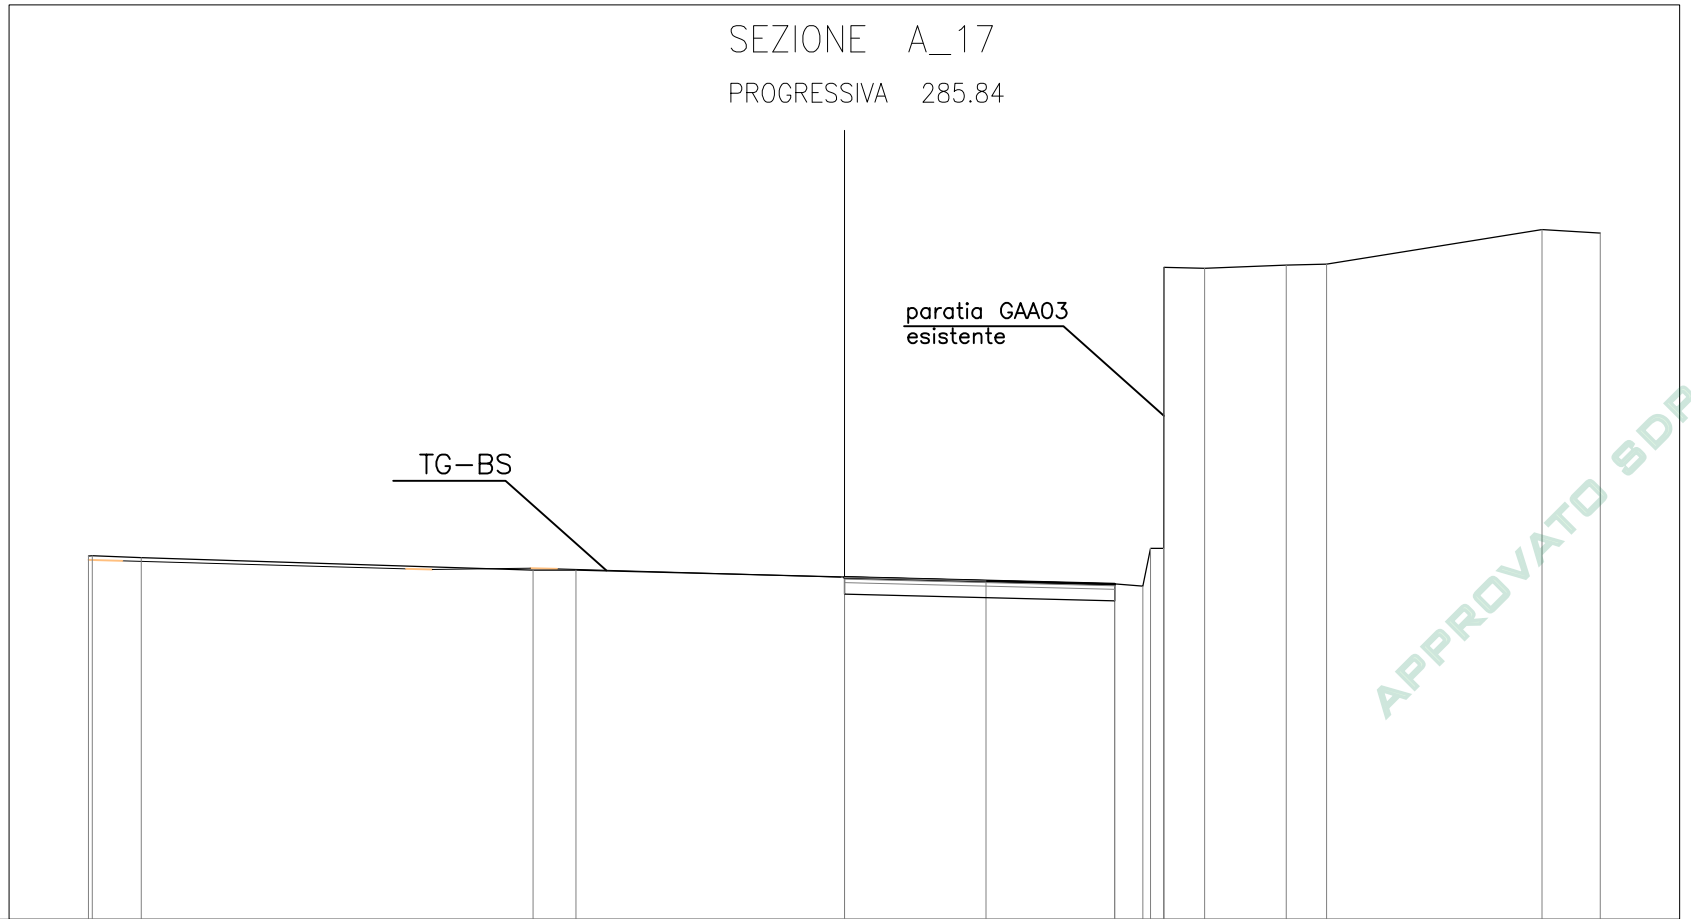 SEZIONE A_17
PROGRESSIVA 285.84
paratia GAA03
esistente
TG-BS
APPROVATO SDP